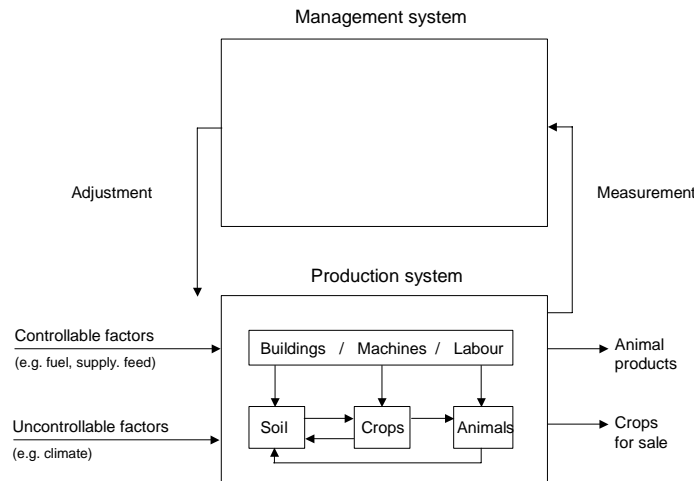 Management system
Adjustment
Measurement
Production system
Controllable factors
(e.g. fuel, supply. feed)
Buildings / Machines / Labour
Animal
products
Uncontrollable factors
(e.g. climate)
Soil
Crops
Animals
Crops
for sale